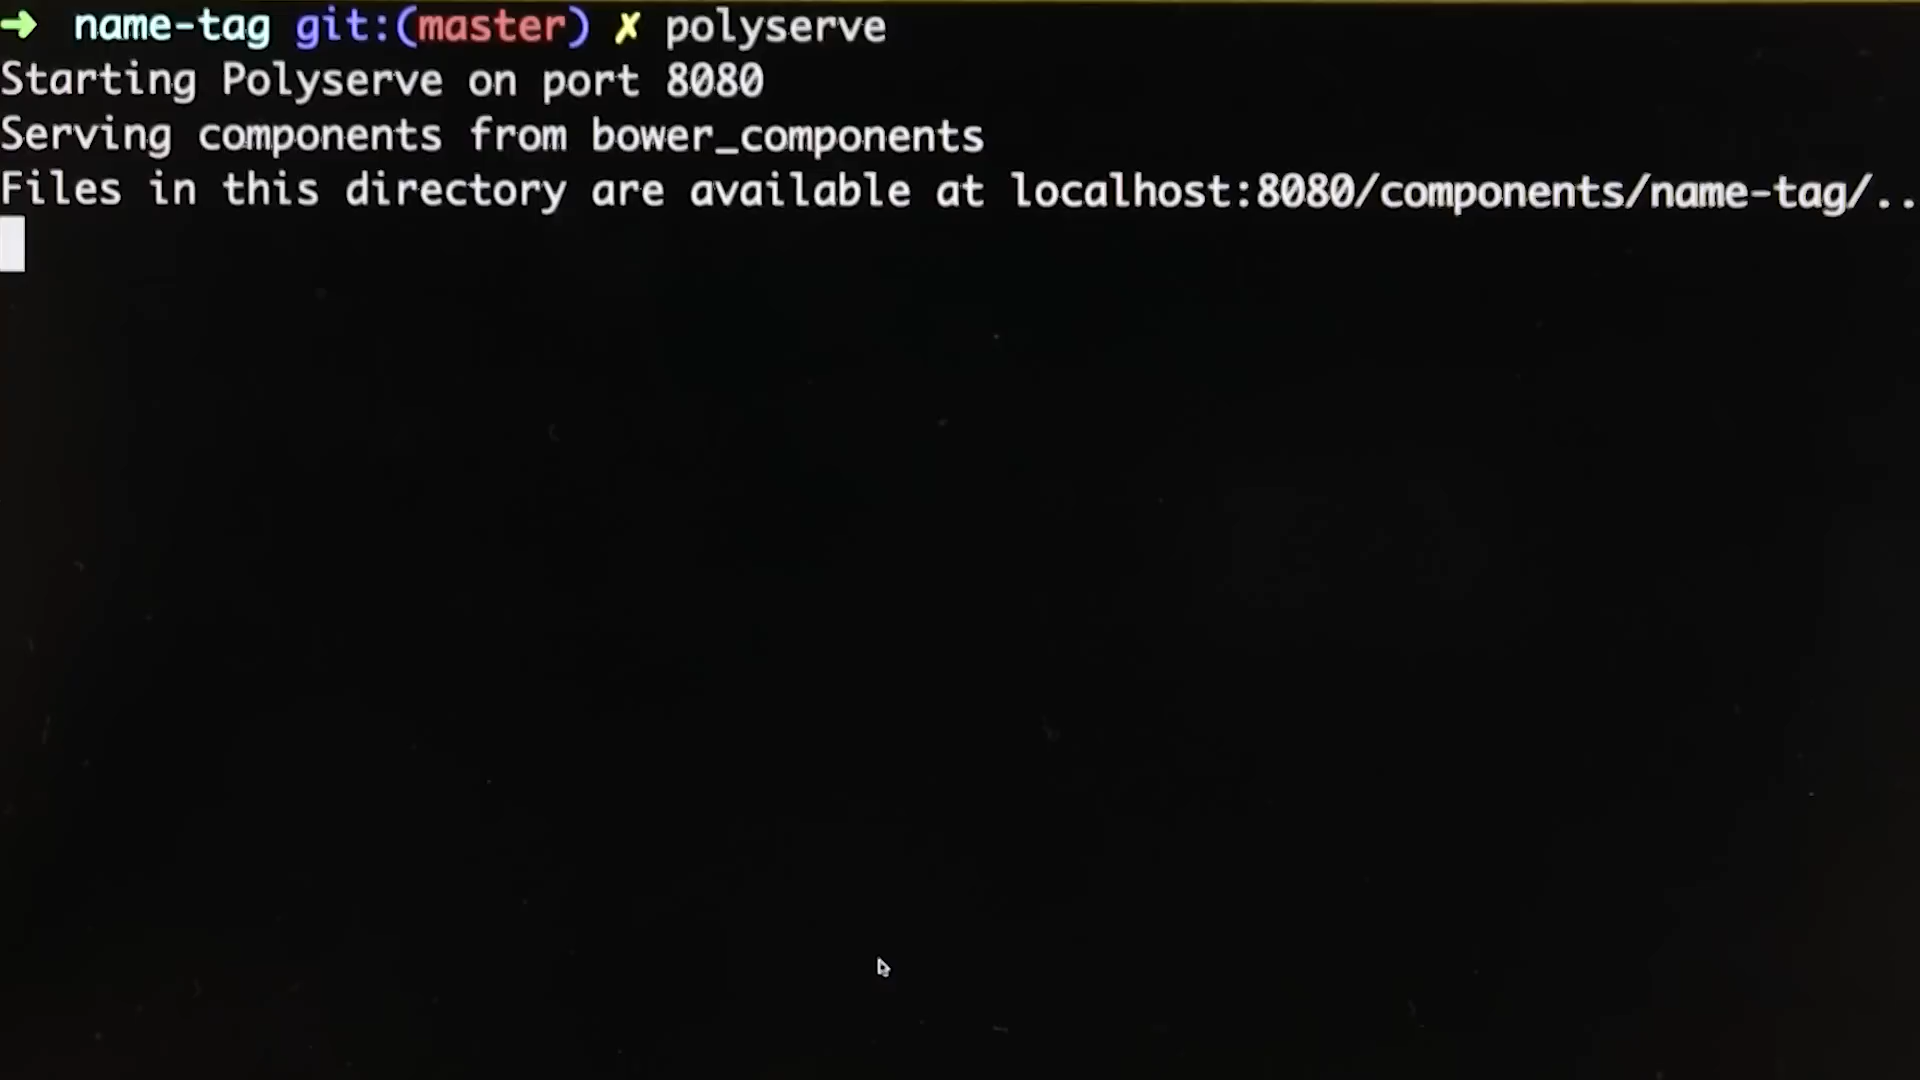 ➜ name-tag git:(master) ✗ polyserve
Starting Polyserve on port 8080
Serving components from bower_components
Files in this directory are available at localhost:8080/components/name-tag/..